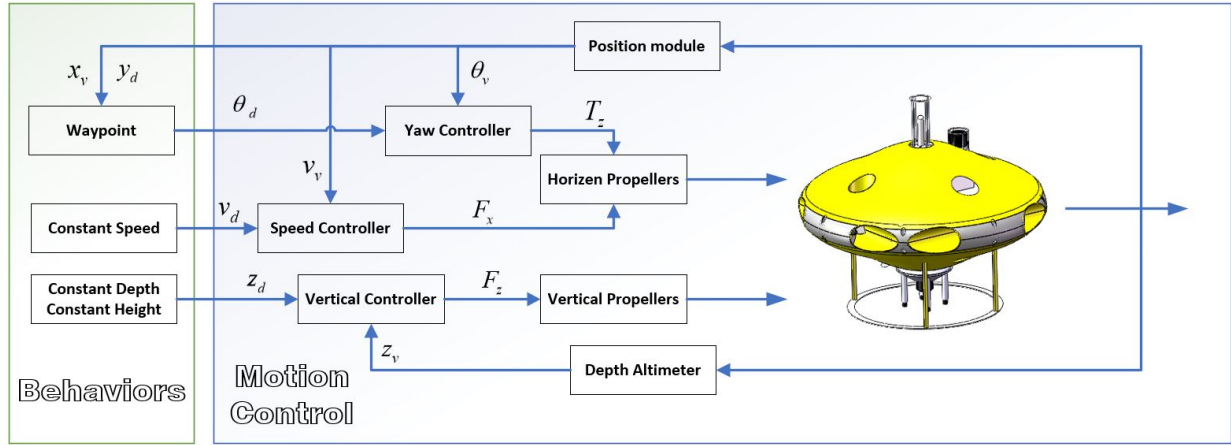 Position module
x_v y_d
θ_v
θ_d
T_z
Waypoint
Yaw Controller
v_v
Horizen Propellers
v_d
F_x
Constant Speed
Speed Controller
z_d
F_z
Constant Depth
Constant Height
Vertical Controller
Vertical Propellers
z_v
Depth Altimeter
Behaviors
Motion
Control